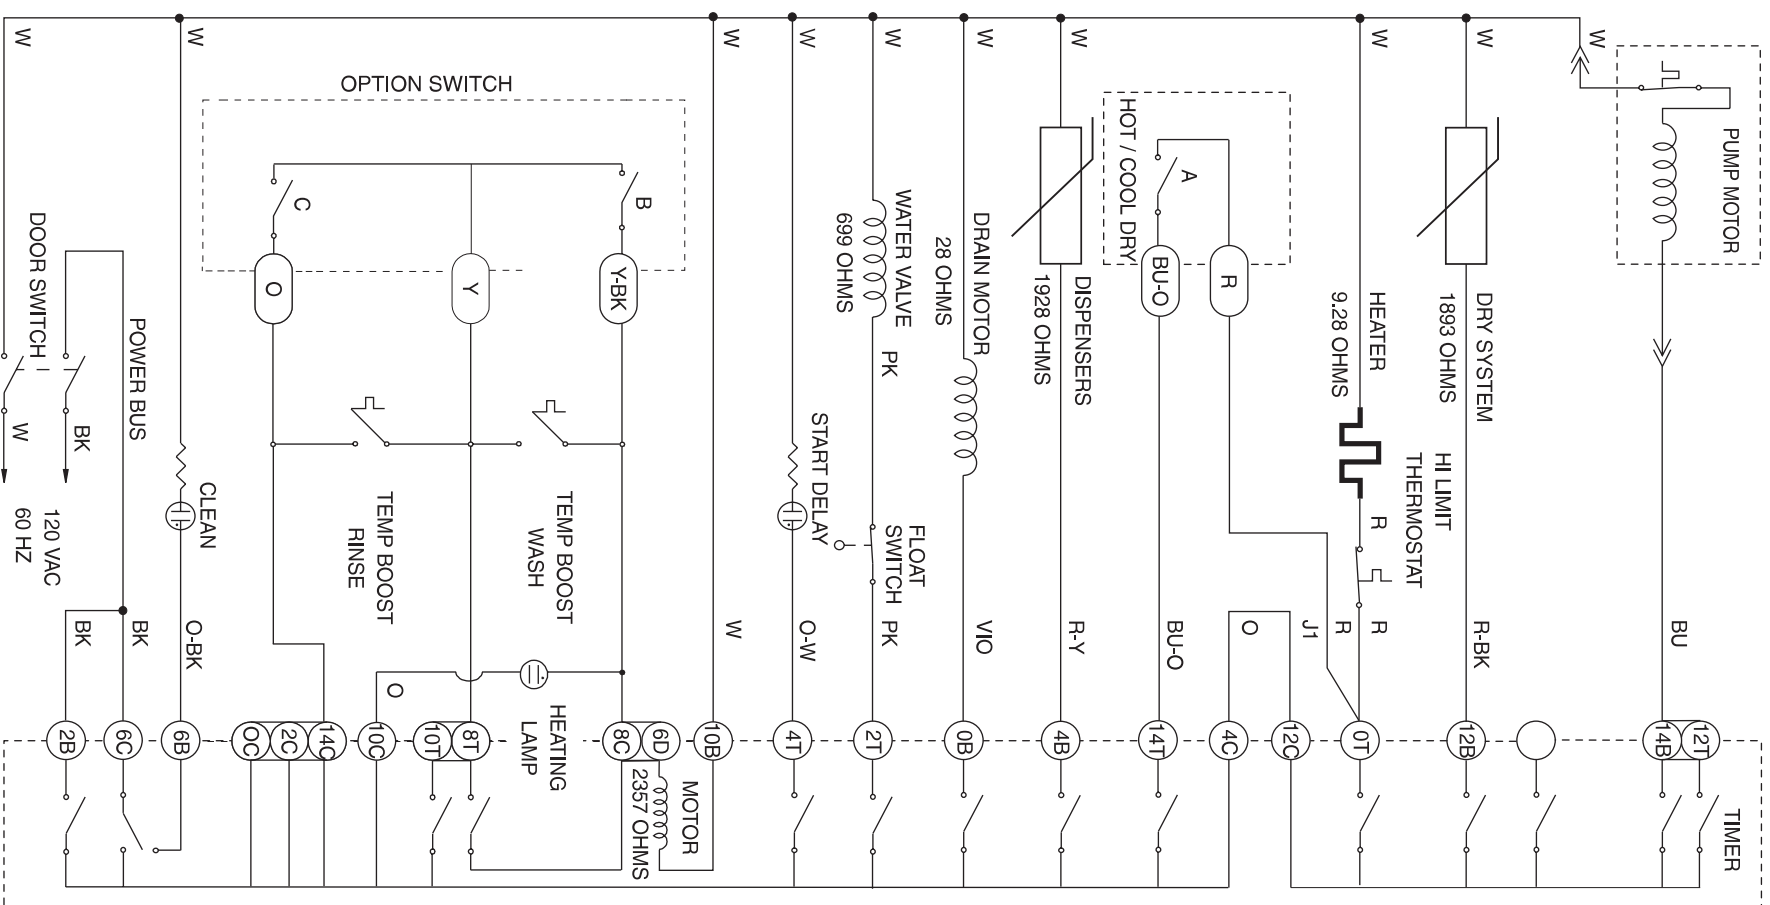 W
W
W
W
W
W
W
W
W
W
OPTION SWITCH
PUMP MOTOR
HOT / COOL DRY
A
B
C
O
Y
Y-BK
BU-O
R
DOOR SWITCH
W
BK
120 VAC
60 HZ
POWER BUS
CLEAN
TEMP BOOST
RINSE
TEMP BOOST
WASH
START DELAY
WATER VALVE
699 OHMS
PK
FLOAT
SWITCH
DRAIN MOTOR
28 OHMS
DISPENSERS
1928 OHMS
HEATER
9.28 OHMS
HI LIMIT
THERMOSTAT
R
DRY SYSTEM
1893 OHMS
BK
BK
O-BK
O
W
O-W
PK
VIO
R-Y
BU-O
O
J1
R
R
R-BK
BU
2B
6C
6B
OC
2C
14C
10C
10T
8T
HEATING
LAMP
8C
6D
10B
4T
2T
0B
4B
14T
4C
12C
0T
12B
14B
12T
MOTOR
2357 OHMS
TIMER